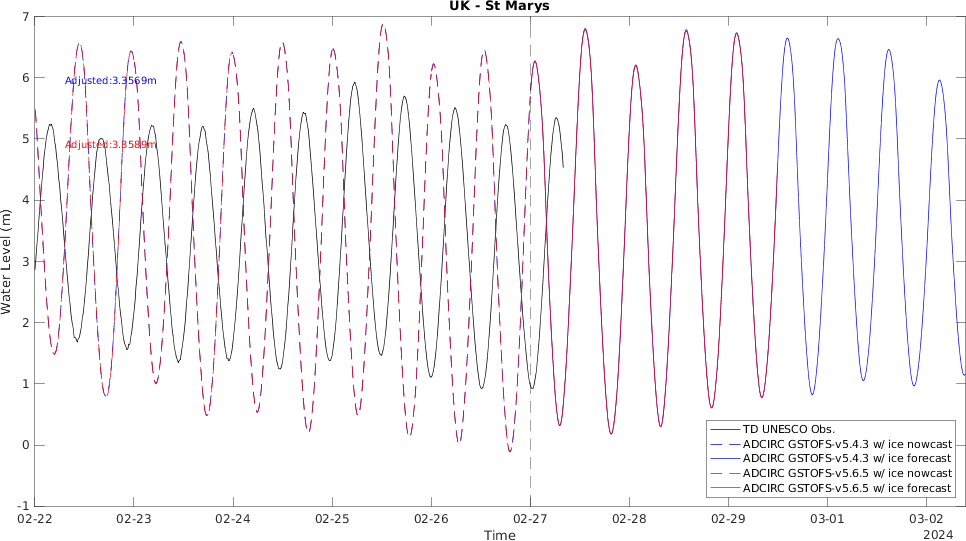 UK - St Marys
7
6
5
4
3
2
1
0
-1
Water Level (m)
Adjusted:3.3569m
Adjusted:3.3589m
TD UNESCO Obs.
ADCIRC GSTOFS-v5.4.3 w/ ice nowcast
ADCIRC GSTOFS-v5.4.3 w/ ice forecast
ADCIRC GSTOFS-v5.6.5 w/ ice nowcast
ADCIRC GSTOFS-v5.6.5 w/ ice forecast
02-22 02-23 02-24 02-25 02-26 02-27 02-28 02-29 03-01 03-02
Time
2024